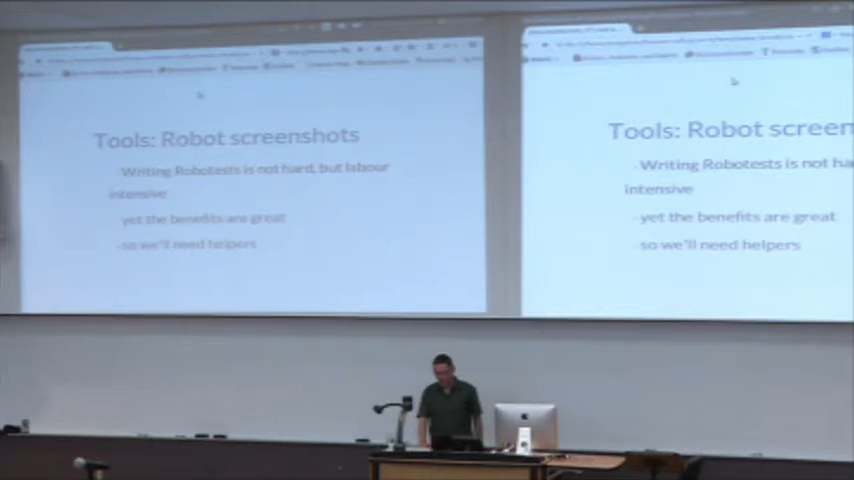 Tools: Robot screenshots
- Writing Robotests is not hard, but labour
intensive
- yet the benefits are great
- so we'll need helpers
Tools: Robot screen
- Writing Robotests is not ha
intensive
- yet the benefits are great
- so we'll need helpers